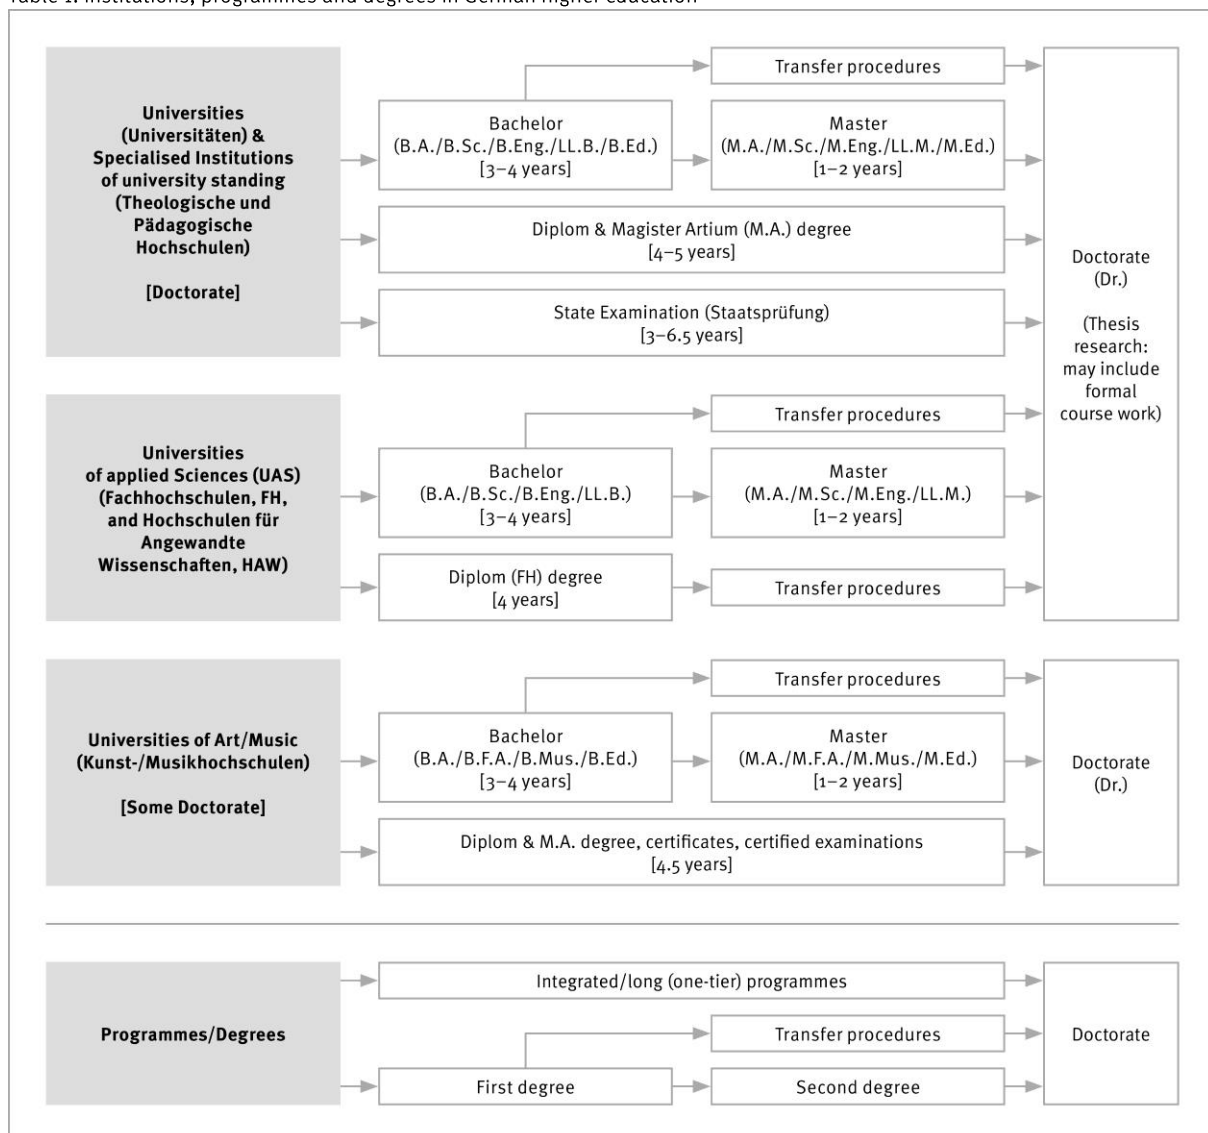 Table 1: Institutions, programmes and degrees in German higher education
Universities
(Universitäten) &
Specialised Institutions
of university standing
(Theologische und
Pädagogische
Hochschulen)
[Doctorate]
Transfer procedures
Bachelor
(B.A./B.Sc./B.Eng./LL.B./B.Ed.)
[3–4 years]
Master
(M.A./M.Sc./M.Eng./LL.M./M.Ed.)
[1–2 years]
Diplom & Magister Artium (M.A.) degree
[4–5 years]
State Examination (Staatsprüfung)
[3–6.5 years]
Doctorate
(Dr.)
(Thesis
research:
may include
formal
course work)
Universities
of applied Sciences (UAS)
(Fachhochschulen, FH,
and Hochschulen für
Angewandte
Wissenschaften, HAW)
Transfer procedures
Bachelor
(B.A./B.Sc./B.Eng./LL.B.)
[3–4 years]
Master
(M.A./M.Sc./M.Eng./LL.M.)
[1–2 years]
Diplom (FH) degree
[4 years]
Transfer procedures
Universities of Art/Music
(Kunst-/Musikhochschulen)
[Some Doctorate]
Transfer procedures
Bachelor
(B.A./B.F.A./B.Mus./B.Ed.)
[3–4 years]
Master
(M.A./M.F.A./M.Mus./M.Ed.)
[1–2 years]
Diplom & M.A. degree, certificates, certified examinations
[4.5 years]
Doctorate
(Dr.)
Programmes/Degrees
Integrated/long (one-tier) programmes
Transfer procedures
First degree
Second degree
Doctorate